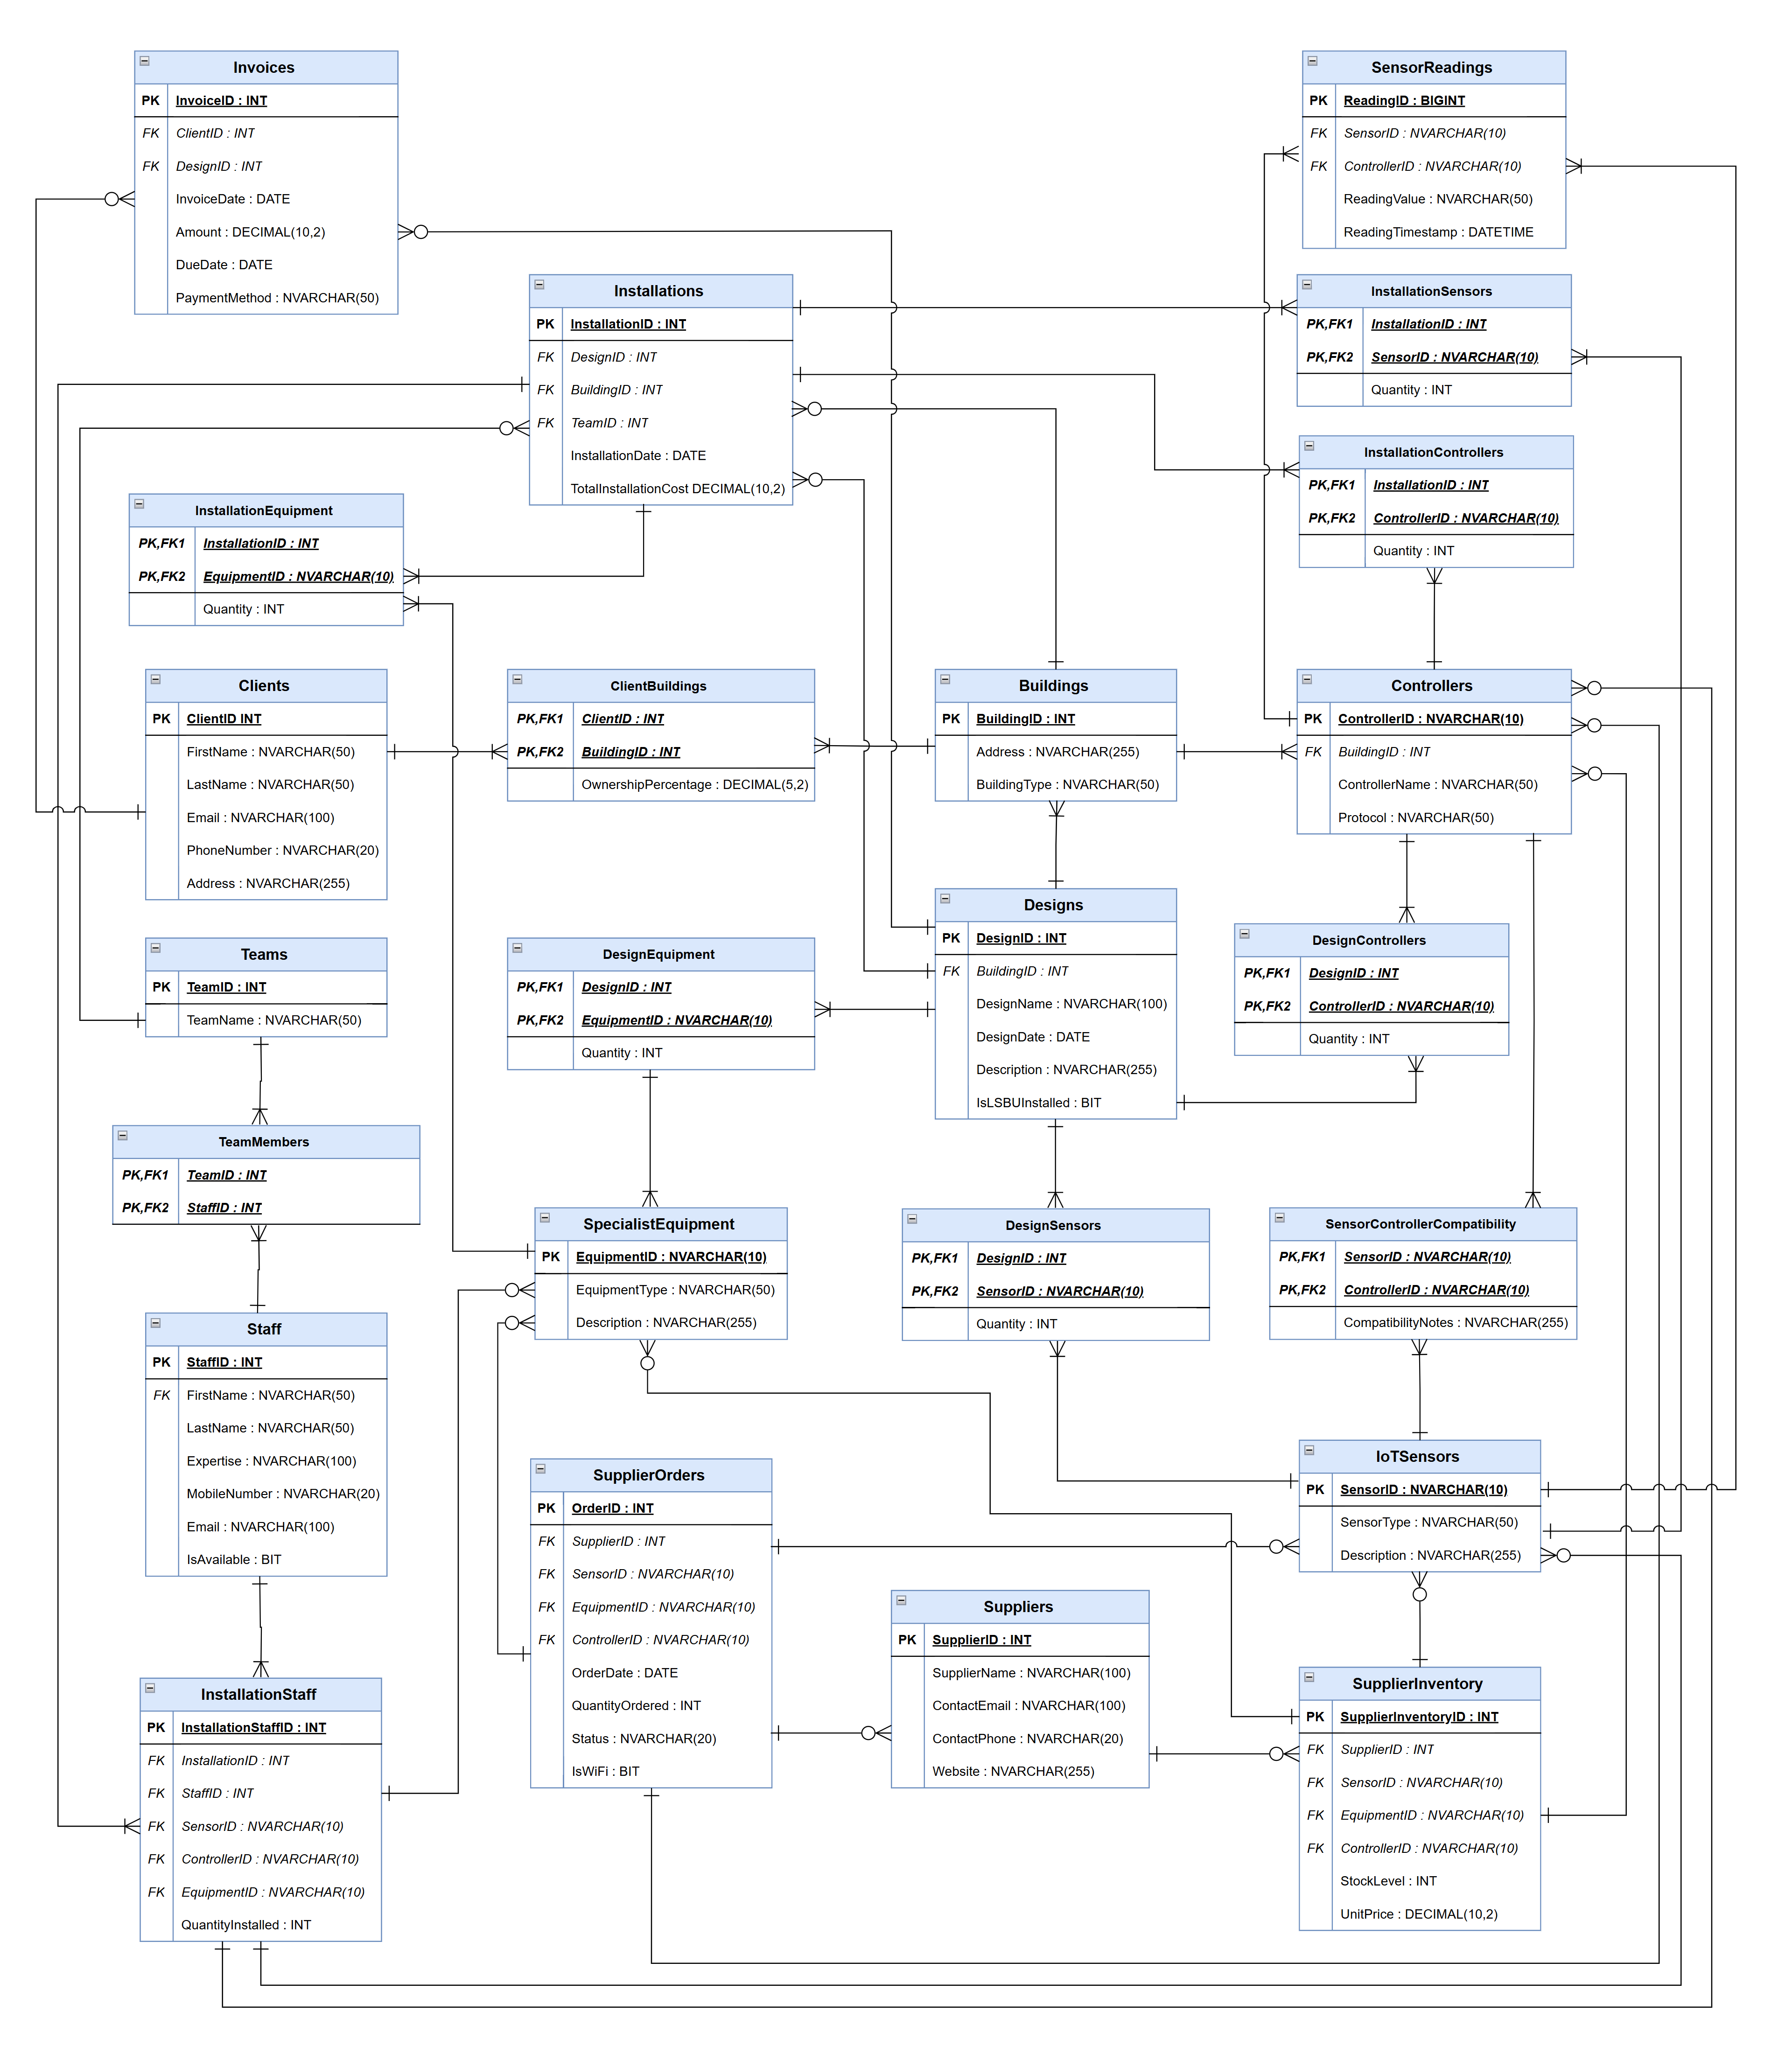 Invoices
PK InvoiceID : INT
FK ClientID : INT
FK DesignID : INT
InvoiceDate : DATE
Amount : DECIMAL(10,2)
DueDate : DATE
PaymentMethod : NVARCHAR(50)
SensorReadings
PK ReadingID : BIGINT
FK SensorID : NVARCHAR(10)
FK ControllerID : NVARCHAR(10)
ReadingValue : NVARCHAR(50)
ReadingTimestamp : DATETIME
Installations
PK InstallationID : INT
FK DesignID : INT
FK BuildingID : INT
FK TeamID : INT
InstallationDate : DATE
TotalInstallationCost DECIMAL(10,2)
InstallationSensors
PK,FK1 InstallationID : INT
PK,FK2 SensorID : NVARCHAR(10)
Quantity : INT
InstallationControllers
PK,FK1 InstallationID : INT
PK,FK2 ControllerID : NVARCHAR(10)
Quantity : INT
InstallationEquipment
PK,FK1 InstallationID : INT
PK,FK2 EquipmentID : NVARCHAR(10)
Quantity : INT
Clients
PK ClientID INT
FirstName : NVARCHAR(50)
LastName : NVARCHAR(50)
Email : NVARCHAR(100)
PhoneNumber : NVARCHAR(20)
Address : NVARCHAR(255)
ClientBuildings
PK,FK1 ClientID : INT
PK,FK2 BuildingID : INT
OwnershipPercentage : DECIMAL(5,2)
Buildings
PK BuildingID : INT
Address : NVARCHAR(255)
BuildingType : NVARCHAR(50)
Controllers
PK ControllerID : NVARCHAR(10)
FK BuildingID : INT
ControllerName : NVARCHAR(50)
Protocol : NVARCHAR(50)
Teams
PK TeamID : INT
TeamName : NVARCHAR(50)
DesignEquipment
PK,FK1 DesignID : INT
PK,FK2 EquipmentID : NVARCHAR(10)
Quantity : INT
Designs
PK DesignID : INT
FK BuildingID : INT
DesignName : NVARCHAR(100)
DesignDate : DATE
Description : NVARCHAR(255)
IsLSBUInstalled : BIT
DesignControllers
PK,FK1 DesignID : INT
PK,FK2 ControllerID : NVARCHAR(10)
Quantity : INT
TeamMembers
PK,FK1 TeamID : INT
PK,FK2 StaffID : INT
SpecialistEquipment
PK EquipmentID : NVARCHAR(10)
EquipmentType : NVARCHAR(50)
Description : NVARCHAR(255)
DesignSensors
PK,FK1 DesignID : INT
PK,FK2 SensorID : NVARCHAR(10)
Quantity : INT
SensorControllerCompatibility
PK,FK1 SensorID : NVARCHAR(10)
PK,FK2 ControllerID : NVARCHAR(10)
CompatibilityNotes : NVARCHAR(255)
Staff
PK StaffID : INT
FK FirstName : NVARCHAR(50)
LastName : NVARCHAR(50)
Expertise : NVARCHAR(100)
MobileNumber : NVARCHAR(20)
Email : NVARCHAR(100)
IsAvailable : BIT
SupplierOrders
PK OrderID : INT
FK SupplierID : INT
FK SensorID : NVARCHAR(10)
FK EquipmentID : NVARCHAR(10)
FK ControllerID : NVARCHAR(10)
OrderDate : DATE
QuantityOrdered : INT
Status : NVARCHAR(20)
IsWiFi : BIT
IoTSensors
PK SensorID : NVARCHAR(10)
SensorType : NVARCHAR(50)
Description : NVARCHAR(255)
Suppliers
PK SupplierID : INT
SupplierName : NVARCHAR(100)
ContactEmail : NVARCHAR(100)
ContactPhone : NVARCHAR(20)
Website : NVARCHAR(255)
InstallationStaff
PK InstallationStaffID : INT
FK InstallationID : INT
FK StaffID : INT
FK SensorID : NVARCHAR(10)
FK ControllerID : NVARCHAR(10)
FK EquipmentID : NVARCHAR(10)
QuantityInstalled : INT
SupplierInventory
PK SupplierInventoryID : INT
FK SupplierID : INT
FK SensorID : NVARCHAR(10)
FK EquipmentID : NVARCHAR(10)
FK ControllerID : NVARCHAR(10)
StockLevel : INT
UnitPrice : DECIMAL(10,2)